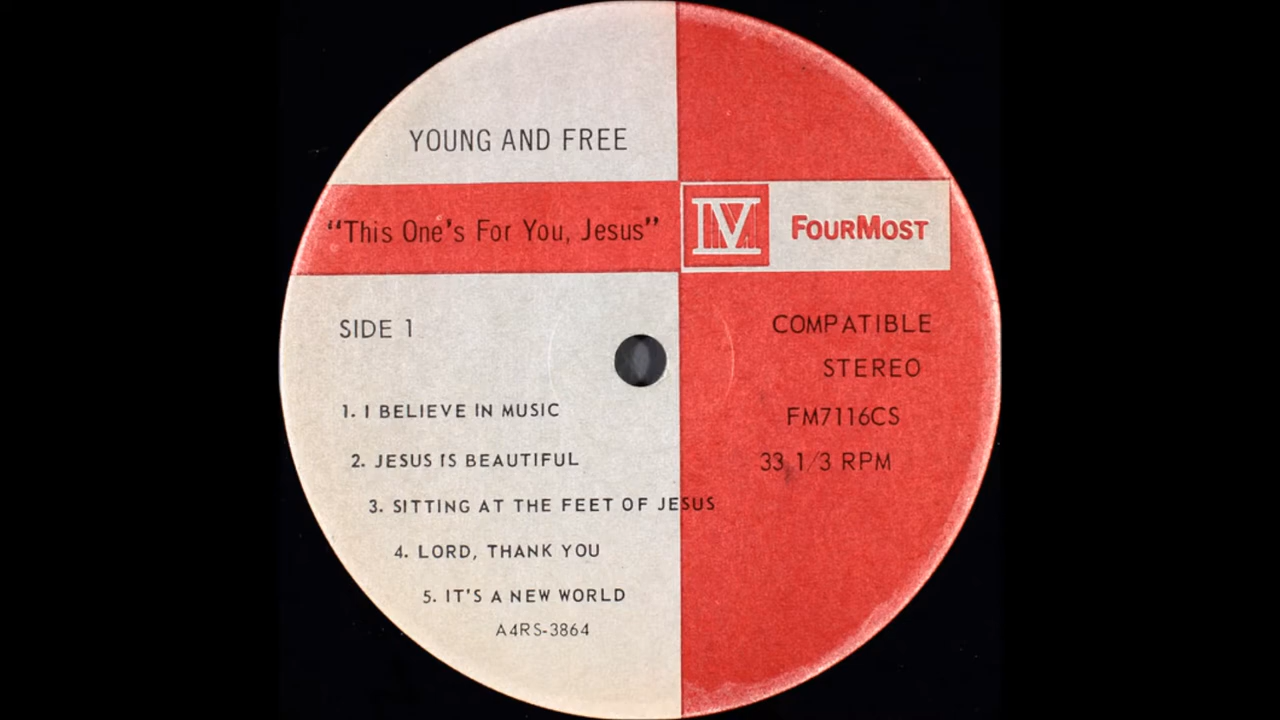 YOUNG AND FREE
"This One's For You, Jesus"
IV FOURMOST
SIDE 1
COMPATIBLE
STEREO
FM7116CS
33 1/3 RPM
1. I BELIEVE IN MUSIC
2. JESUS IS BEAUTIFUL
3. SITTING AT THE FEET OF JESUS
4. LORD, THANK YOU
5. IT'S A NEW WORLD
A4RS-3864